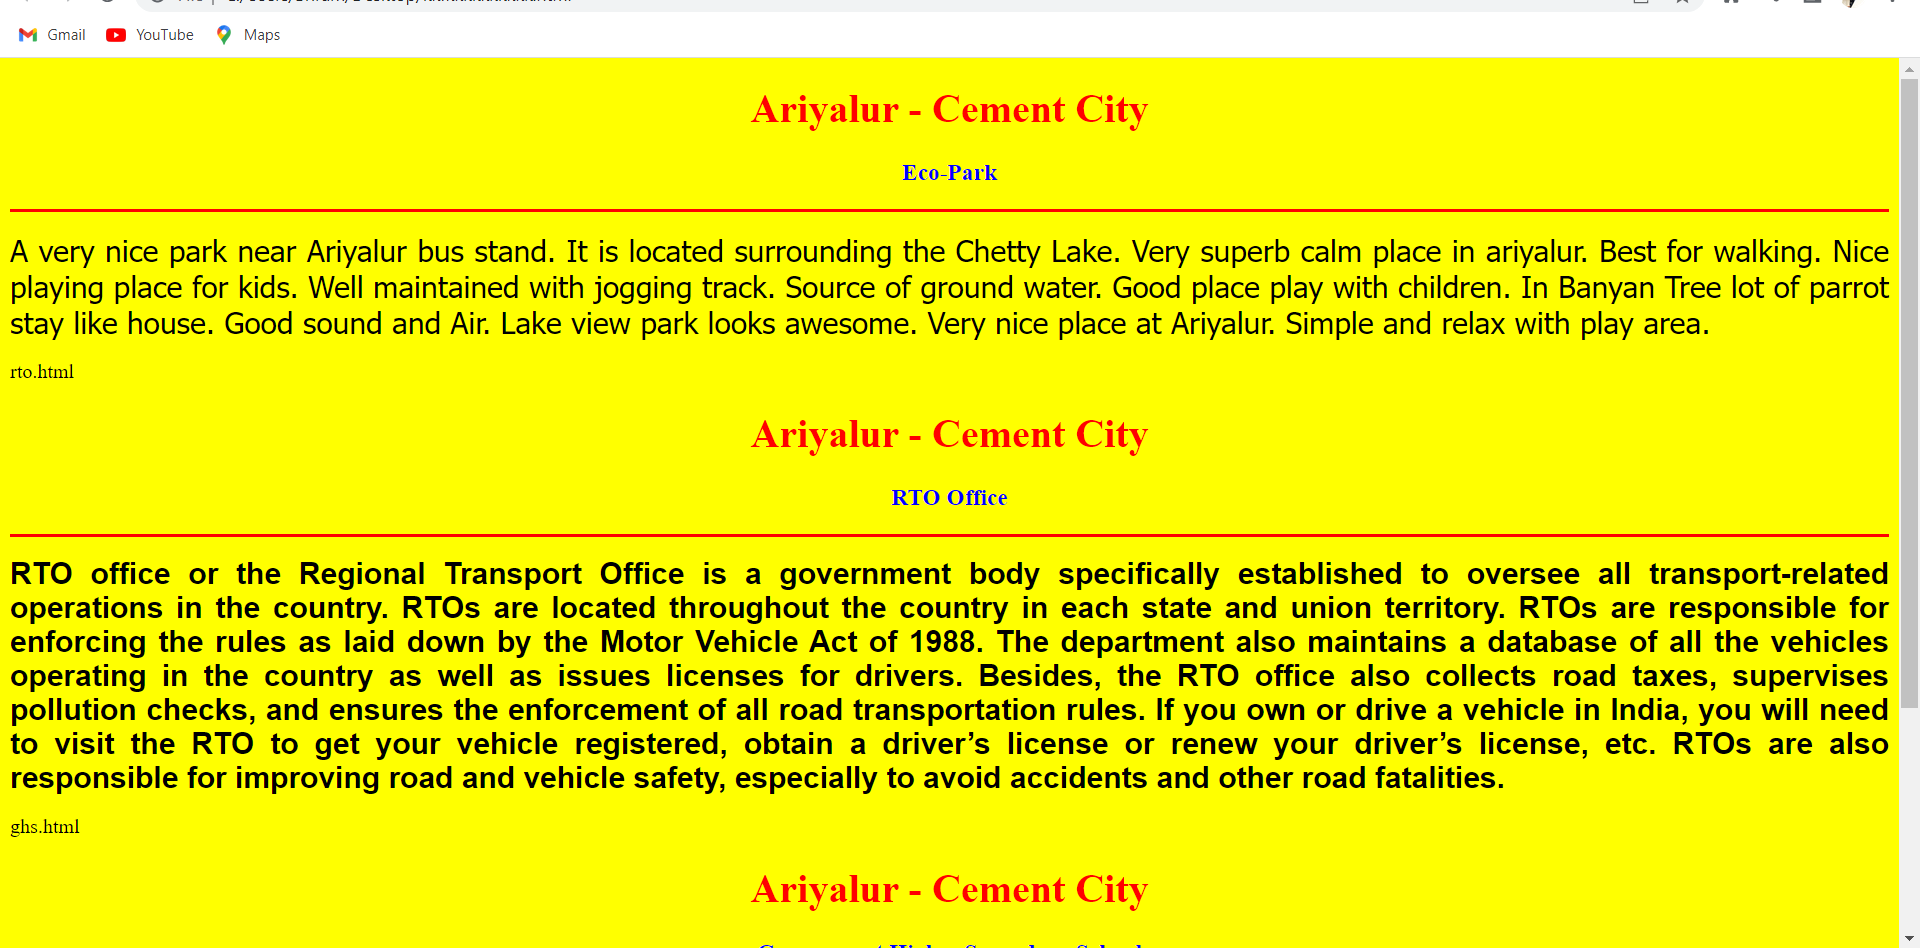 Gmail YouTube Maps
Ariyalur - Cement City
Eco-Park
A very nice park near Ariyalur bus stand. It is located surrounding the Chetty Lake. Very superb calm place in ariyalur. Best for walking. Nice
playing place for kids. Well maintained with jogging track. Source of ground water. Good place play with children. In Banyan Tree lot of parrot
stay like house. Good sound and Air. Lake view park looks awesome. Very nice place at Ariyalur. Simple and relax with play area.
rto.html
Ariyalur - Cement City
RTO Office
RTO office or the Regional Transport Office is a government body specifically established to oversee all transport-related
operations in the country. RTOs are located throughout the country in each state and union territory. RTOs are responsible for
enforcing the rules as laid down by the Motor Vehicle Act of 1988. The department also maintains a database of all the vehicles
operating in the country as well as issues licenses for drivers. Besides, the RTO office also collects road taxes, supervises
pollution checks, and ensures the enforcement of all road transportation rules. If you own or drive a vehicle in India, you will need
to visit the RTO to get your vehicle registered, obtain a driver’s license or renew your driver’s license, etc. RTOs are also
responsible for improving road and vehicle safety, especially to avoid accidents and other road fatalities.
ghs.html
Ariyalur - Cement City